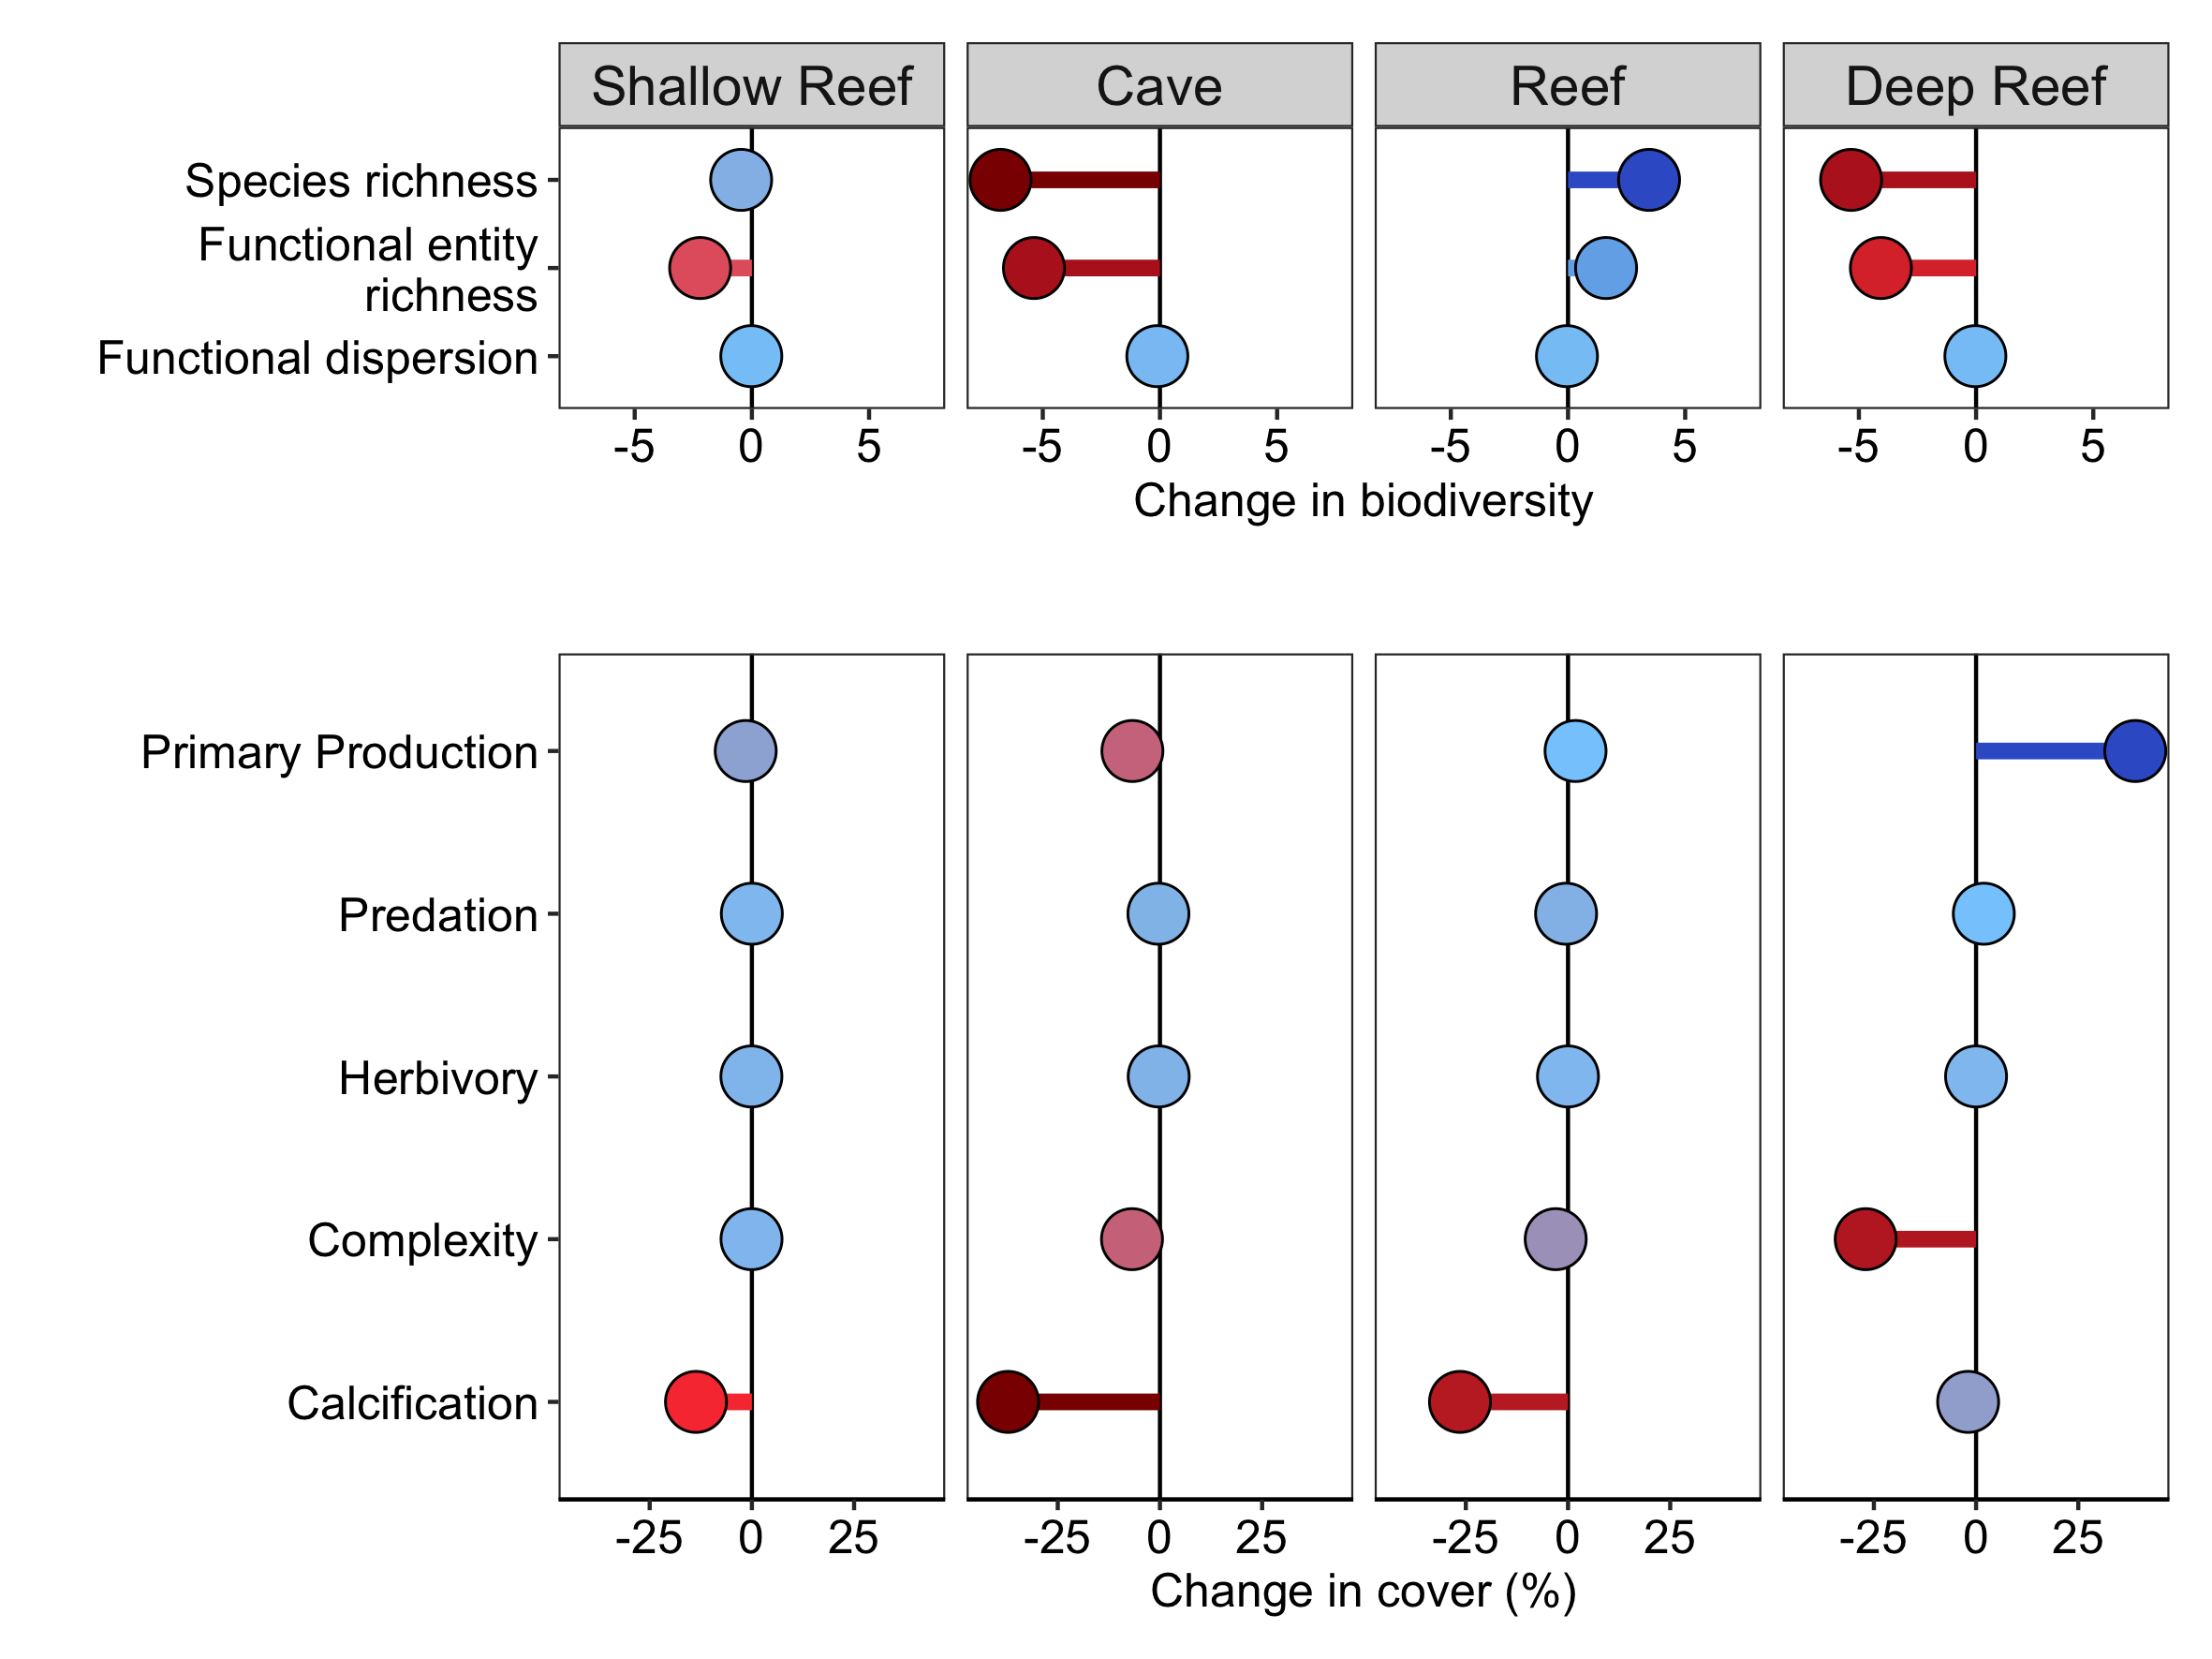 Shallow Reef Cave Reef Deep Reef
Species richness
Functional entity
richness
Functional dispersion
-5 0 5 -5 0 5 -5 0 5 -5 0 5
Change in biodiversity
Primary Production
Predation
Herbivory
Complexity
Calcification
-25 0 25 -25 0 25 -25 0 25 -25 0 25
Change in cover (%)